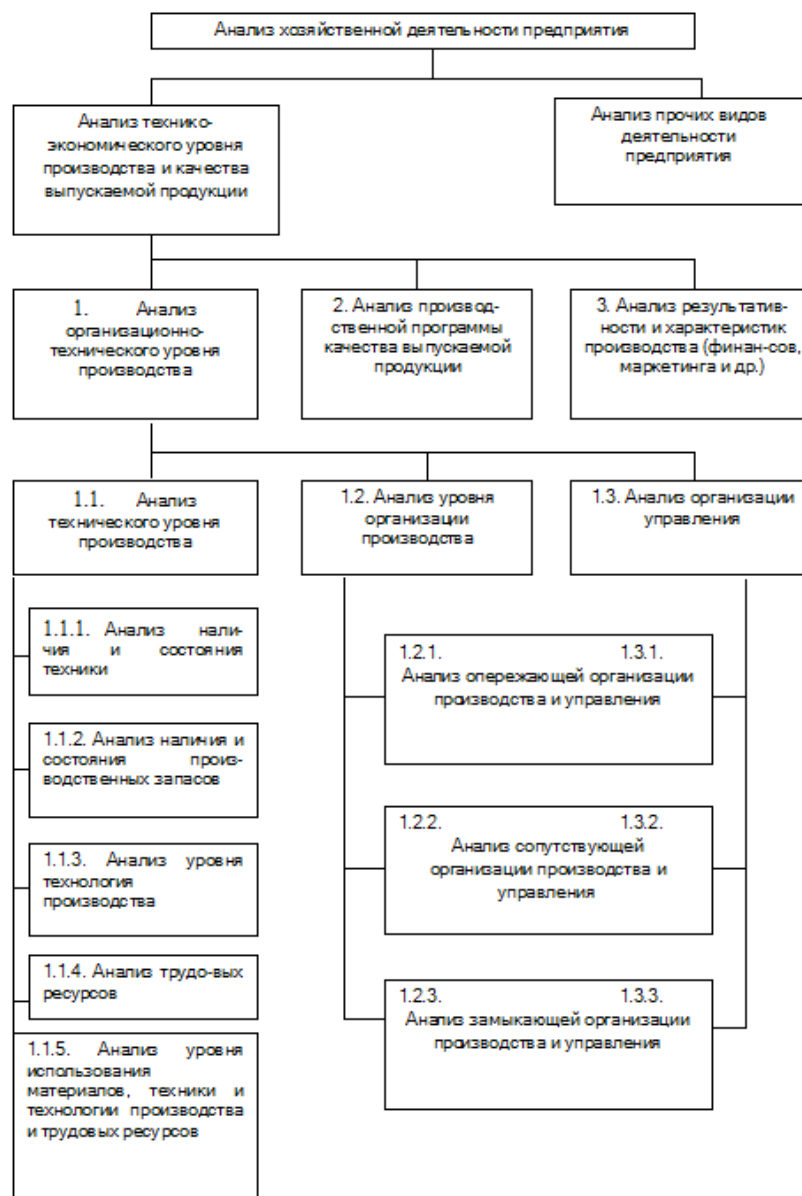 Анализ хозяйственной деятельности предприятия
Анализ технико-
экономического уровня
производства и качества
выпускаемой продукции
Анализ прочих видов
деятельности
предприятия
1. Анализ
организационно-
технического уровня
производства
2. Анализ производ-
ственной программы
качества выпускаемой
продукции
3. Анализ результатив-
ности и характеристик
производства (финан-сов,
маркетинга и др.)
1.1. Анализ
технического уровня
производства
1.2. Анализ уровня
организации
производства
1.3. Анализ организации
управления
1.1.1. Анализ нали-
чия и состояния
техники
1.1.2. Анализ наличия и
состояния произ-
водственных запасов
1.1.3. Анализ уровня
технология
производства
1.1.4. Анализ трудо-вых
ресурсов
1.1.5. Анализ уровня
использования
материалов, техники и
технологии производства
и трудовых ресурсов
1.2.1. 1.3.1.
Анализ опережающей организации
производства и управления
1.2.2. 1.3.2.
Анализ сопутствующей
организации производства и
управления
1.2.3. 1.3.3.
Анализ замыкающей организации
производства и управления